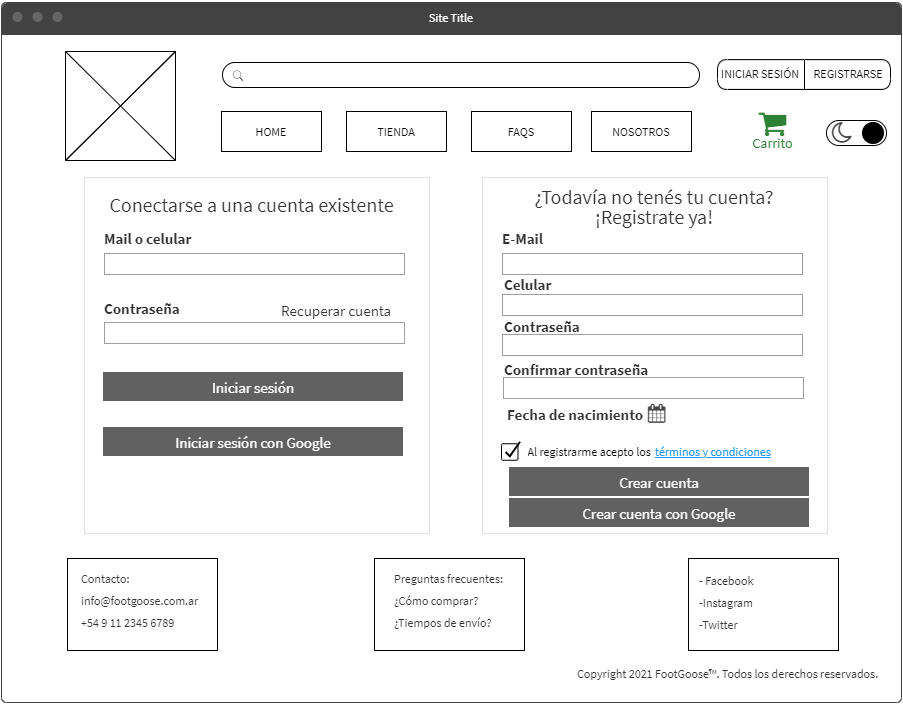 Site Title
INICIAR SESIÓN
REGISTRARSE
HOME
TIENDA
FAQS
NOSOTROS
Carrito
Conectarse a una cuenta existente
Mail o celular
Contraseña
Recuperar cuenta
Iniciar sesión
Iniciar sesión con Google
¿Todavía no tenés tu cuenta?
¡Registrate ya!
E-Mail
Celular
Contraseña
Confirmar contraseña
Fecha de nacimiento
Al registrarme acepto los términos y condiciones
Crear cuenta
Crear cuenta con Google
Contacto:
info@footgoose.com.ar
+54 9 11 2345 6789
Preguntas frecuentes:
¿Cómo comprar?
¿Tiempos de envío?
- Facebook
-Instagram
-Twitter
Copyright 2021 FootGoose™. Todos los derechos reservados.